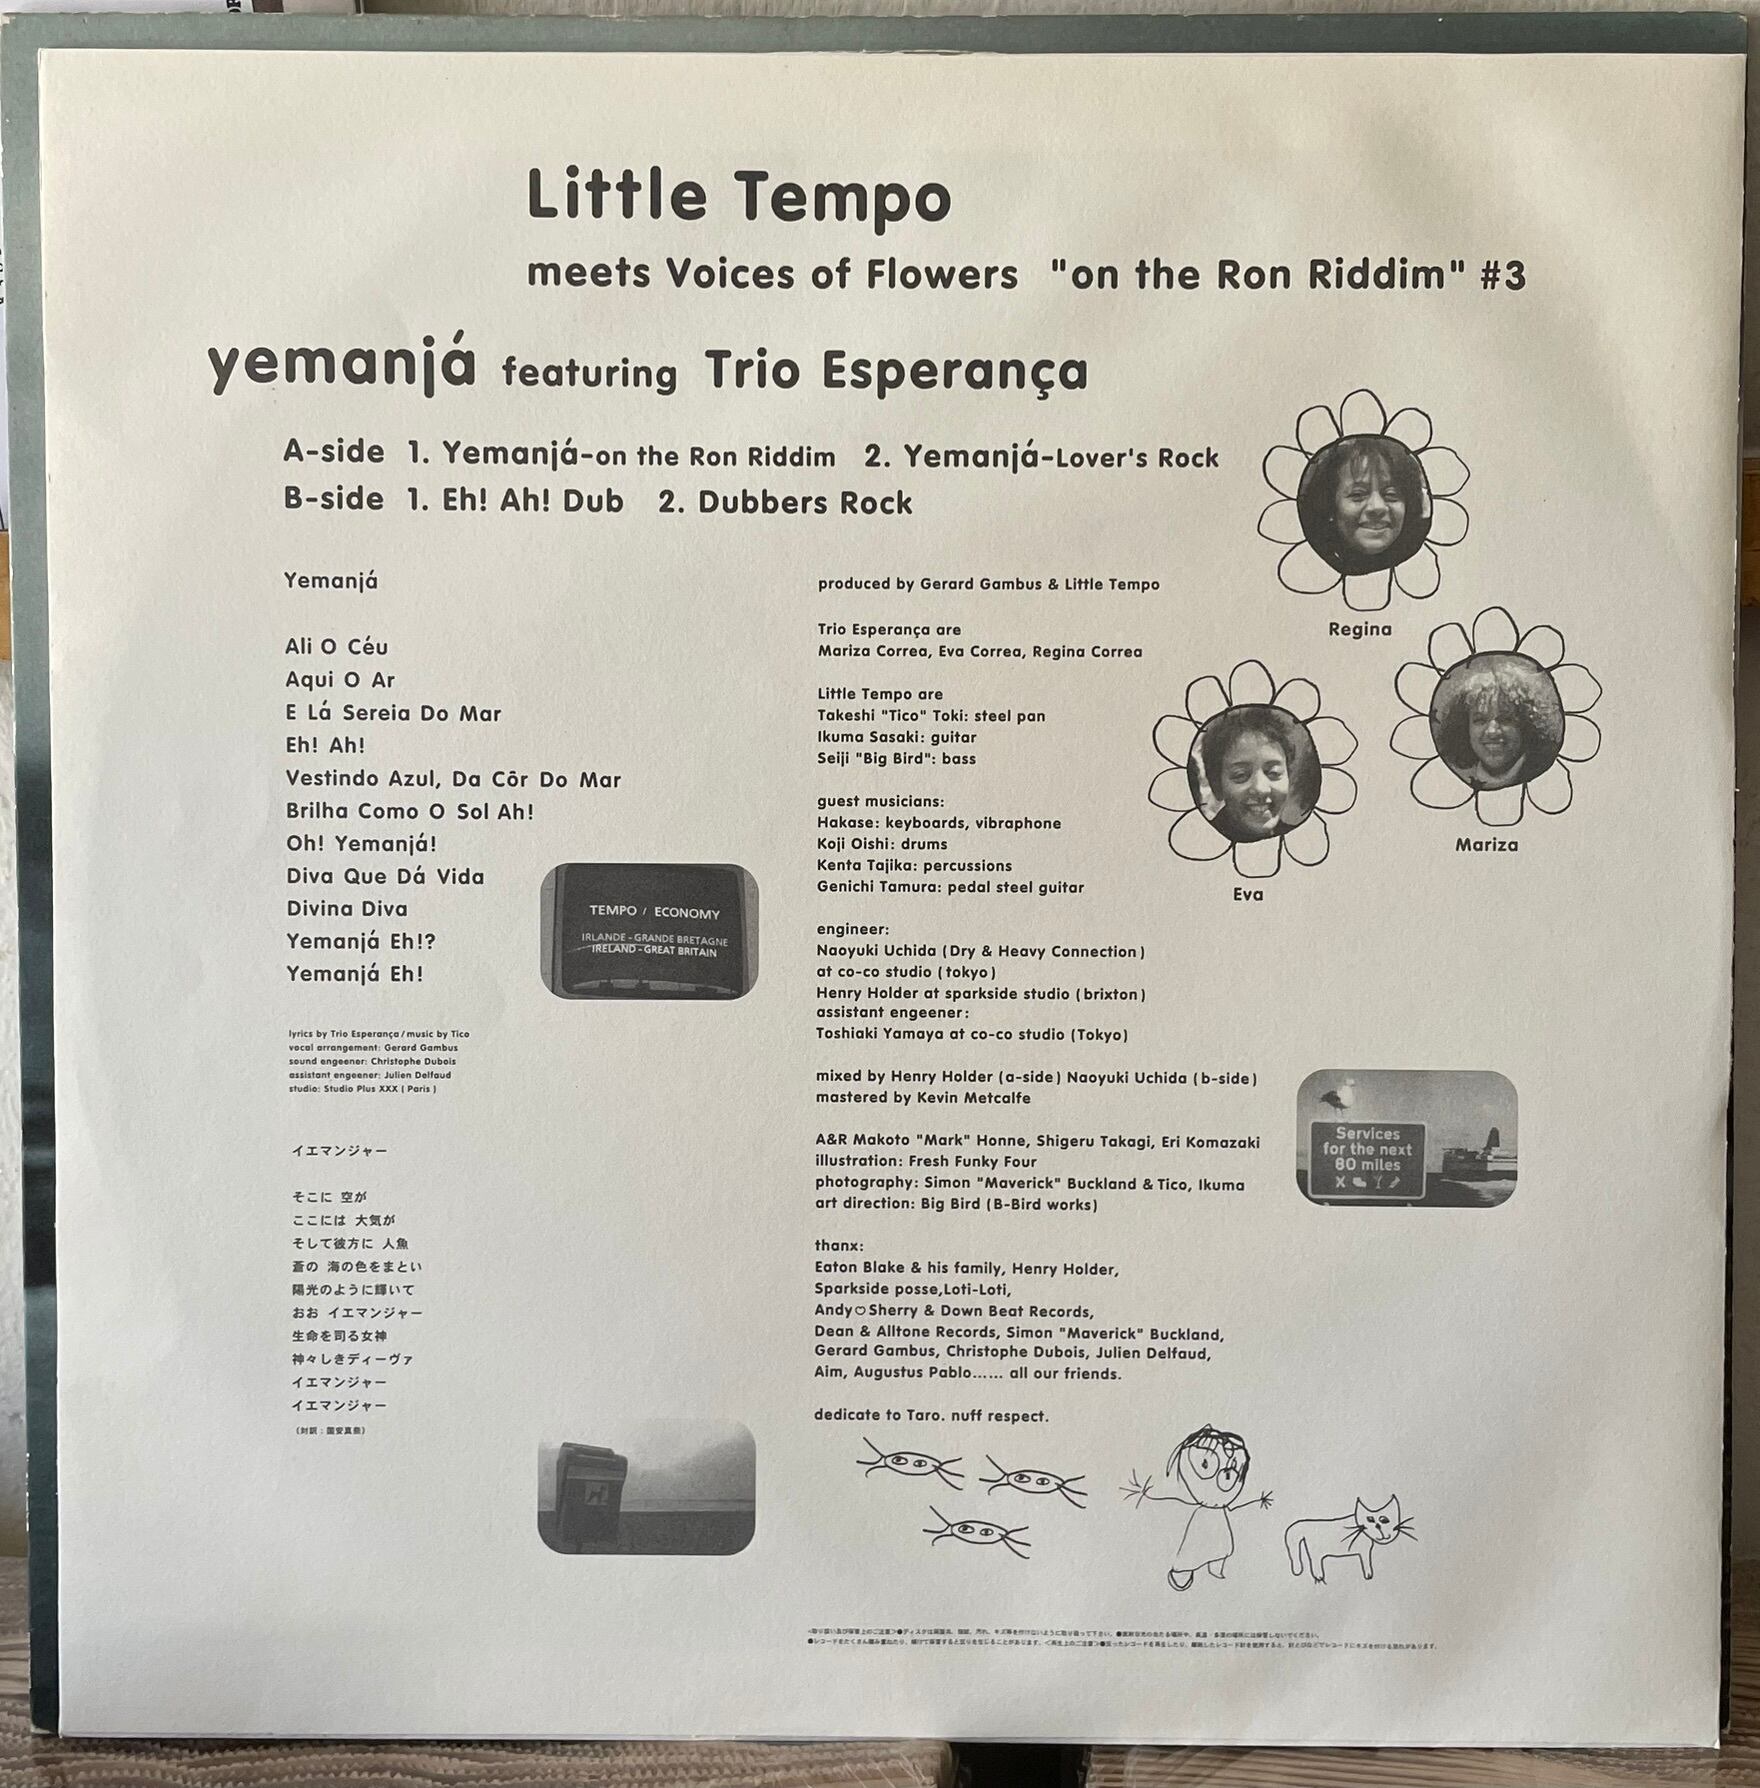 Little Tempo
meets Voices of Flowers "on the Ron Riddim" #3
yemanjá featuring Trio Esperança
A-side 1. Yemanjá-on the Ron Riddim 2. Yemanjá-Lover's Rock
B-side 1. Eh! Ah! Dub 2. Dubbers Rock
Yemanjá
Ali O Céu
Aqui O Ar
E Lá Sereia Do Mar
Eh! Ah!
Vestindo Azul, Da Côr Do Mar
Brilha Como O Sol Ah!
Oh! Yemanjá!
Diva Que Dá Vida
Divina Diva
Yemanjá Eh!?
Yemanjá Eh!
lyrics by Trio Esperança/music by Tico
vocal arrangement: Gerard Gambus
sound engeener: Christophe Dubois
assistant engeener: Julien Delfaud
studio: Studio Plus XXX (Paris)
イエマンジャー
そこに 空が
ここには 大気が
そして彼方に 人魚
蒼の 海の色をまとい
陽光のように輝いて
おお イエマンジャー
生命を司る女神
神々しきディーヴァ
イエマンジャー
イエマンジャー
(対訳:国安真奈)
TEMPO / ECONOMY
IRLANDE-GRANDE BRETAGNE
IRELAND-GREAT BRITAIN
produced by Gerard Gambus & Little Tempo
Trio Esperança are
Mariza Correa, Eva Correa, Regina Correa
Little Tempo are
Takeshi "Tico" Toki: steel pan
Ikuma Sasaki: guitar
Seiji "Big Bird": bass
guest musicians:
Hakase: keyboards, vibraphone
Koji Oishi: drums
Kenta Tajika: percussions
Genichi Tamura: pedal steel guitar
engineer:
Naoyuki Uchida (Dry & Heavy Connection)
at co-co studio (tokyo)
Henry Holder at sparkside studio (brixton)
assistant engeener:
Toshiaki Yamaya at co-co studio (Tokyo)
mixed by Henry Holder (a-side) Naoyuki Uchida (b-side)
mastered by Kevin Metcalfe
A&R Makoto "Mark" Honne, Shigeru Takagi, Eri Komazaki
illustration: Fresh Funky Four
photography: Simon "Maverick" Buckland & Tico, Ikuma
art direction: Big Bird (B-Bird works)
thanx:
Eaton Blake & his family, Henry Holder,
Sparkside posse,Loti-Loti,
Andy♡Sherry & Down Beat Records,
Dean & Alltone Records, Simon "Maverick" Buckland,
Gerard Gambus, Christophe Dubois, Julien Delfaud,
Aim, Augustus Pablo...... all our friends.
dedicate to Taro. nuff respect.
Regina
Mariza
Eva
Services
for the next
80 miles